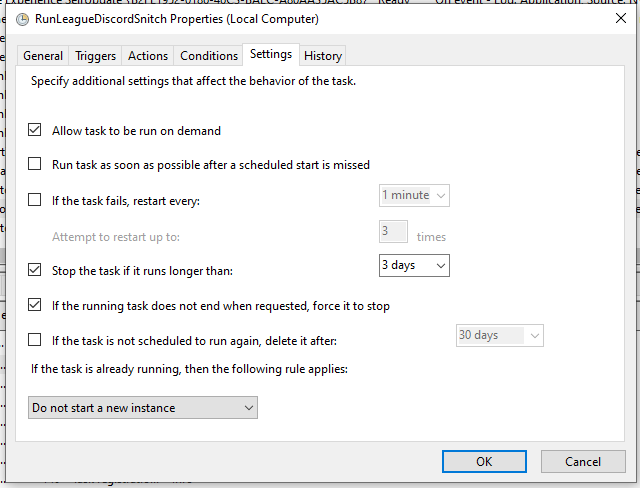 RunLeagueDiscordSnitch Properties (Local Computer)
General Triggers Actions Conditions Settings History
Specify additional settings that affect the behavior of the task.
Allow task to be run on demand
Run task as soon as possible after a scheduled start is missed
If the task fails, restart every: 1 minute
Attempt to restart up to: 3 times
Stop the task if it runs longer than: 3 days
If the running task does not end when requested, force it to stop
If the task is not scheduled to run again, delete it after: 30 days
If the task is already running, then the following rule applies:
Do not start a new instance
OK Cancel